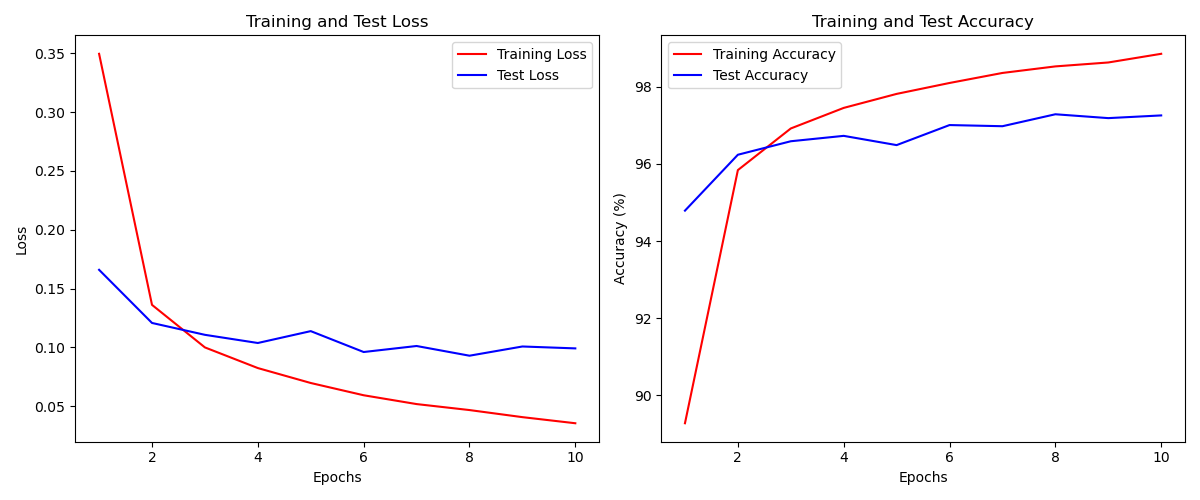 Training and Test Loss
Training Loss
Test Loss
0.35
0.30
0.25
0.20
0.15
0.10
0.05
Loss
2 4 6 8 10
Epochs
Training and Test Accuracy
Training Accuracy
Test Accuracy
98
96
94
92
90
Accuracy (%)
2 4 6 8 10
Epochs